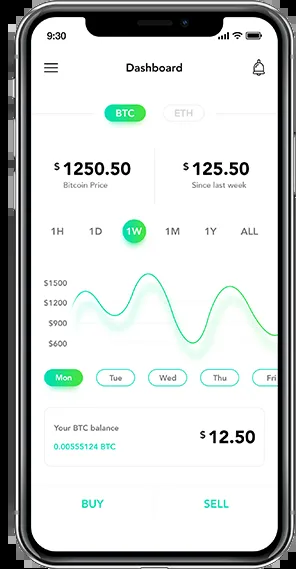 9:30
Dashboard
BTC ETH
$ 1250.50 $ 125.50
Bitcoin Price Since last week
1H 1D 1W 1M 1Y ALL
$1500
$1200
$900
$600
Mon Tue Wed Thu Fri
Your BTC balance
0.00555124 BTC
$ 12.50
BUY SELL